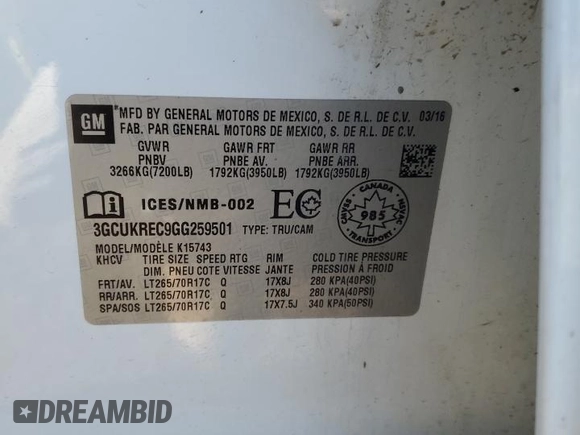 GM
*MFD BY GENERAL MOTORS DE MEXICO, S. DE R.L. DE C.V. 03/16
FAB. PAR GENERAL MOTORS DE MEXICO, S. DE R.L. DE C.V.
GVWR GAWR FRT GAWR RR
PNBV PNBE AV. PNBE ARR.
3266KG(7200LB) 1792KG(3950LB) 1792KG(3950LB)
ICES/NMB-002 EC
CANADA
CMVSS 985 NSVAC
TRANSPORT
3GCUKREC9GG259501 TYPE: TRU/CAM
MODEL/MODÈLE K15743
KHCV TIRE SIZE SPEED RTG RIM COLD TIRE PRESSURE
DIM. PNEU COTE VITESSE JANTE PRESSION À FROID
FRT/AV. LT265/70R17C Q 17X8J 280 KPA(40PSI)
RR/ARR. LT265/70R17C Q 17X8J 280 KPA(40PSI)
SPA/SOS LT265/70R17C Q 17X7.5J 340 KPA(50PSI)
DREAMBID